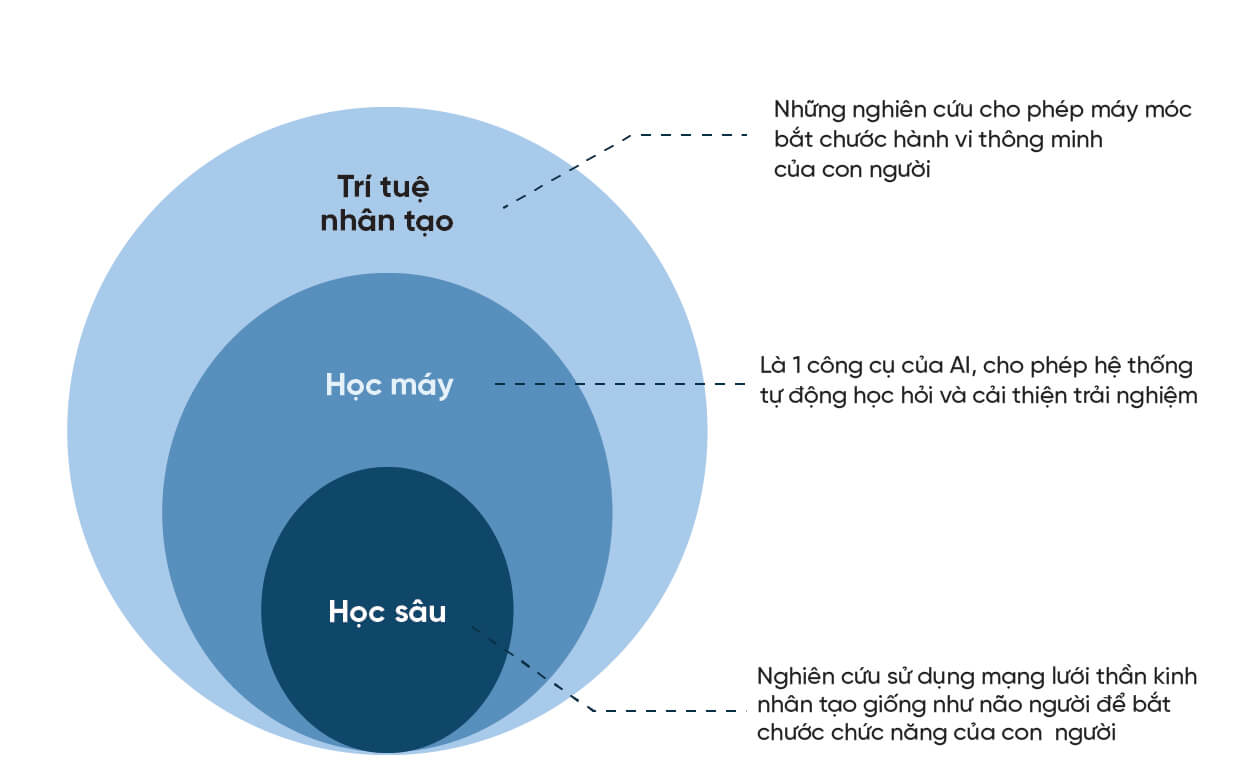 Những nghiên cứu cho phép máy móc
bắt chước hành vi thông minh
của con người
Trí tuệ
nhân tạo
Học máy
Là 1 công cụ của AI, cho phép hệ thống
tự động học hỏi và cải thiện trải nghiệm
Học sâu
Nghiên cứu sử dụng mạng lưới thần kinh
nhân tạo giống như não người để bắt
chước chức năng của con người